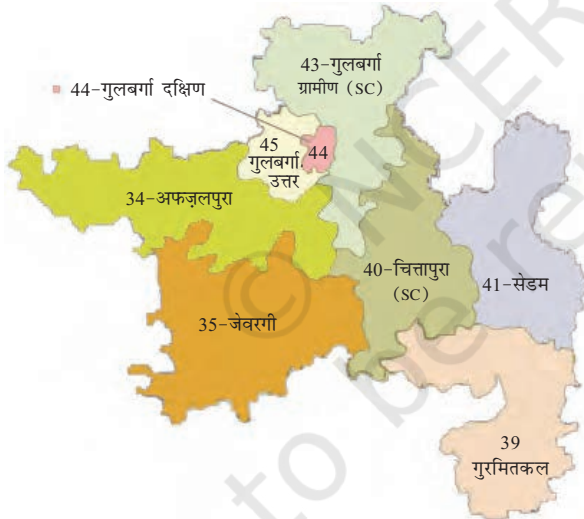 43-गुलबर्गा
ग्रामीण (SC)
44-गुलबर्गा दक्षिण
45
गुलबर्गा
उत्तर
44
34-अफज़लपुरा
40-चित्तापुरा
(SC)
41-सेडम
35-जेवरगी
39
गुरमितकल